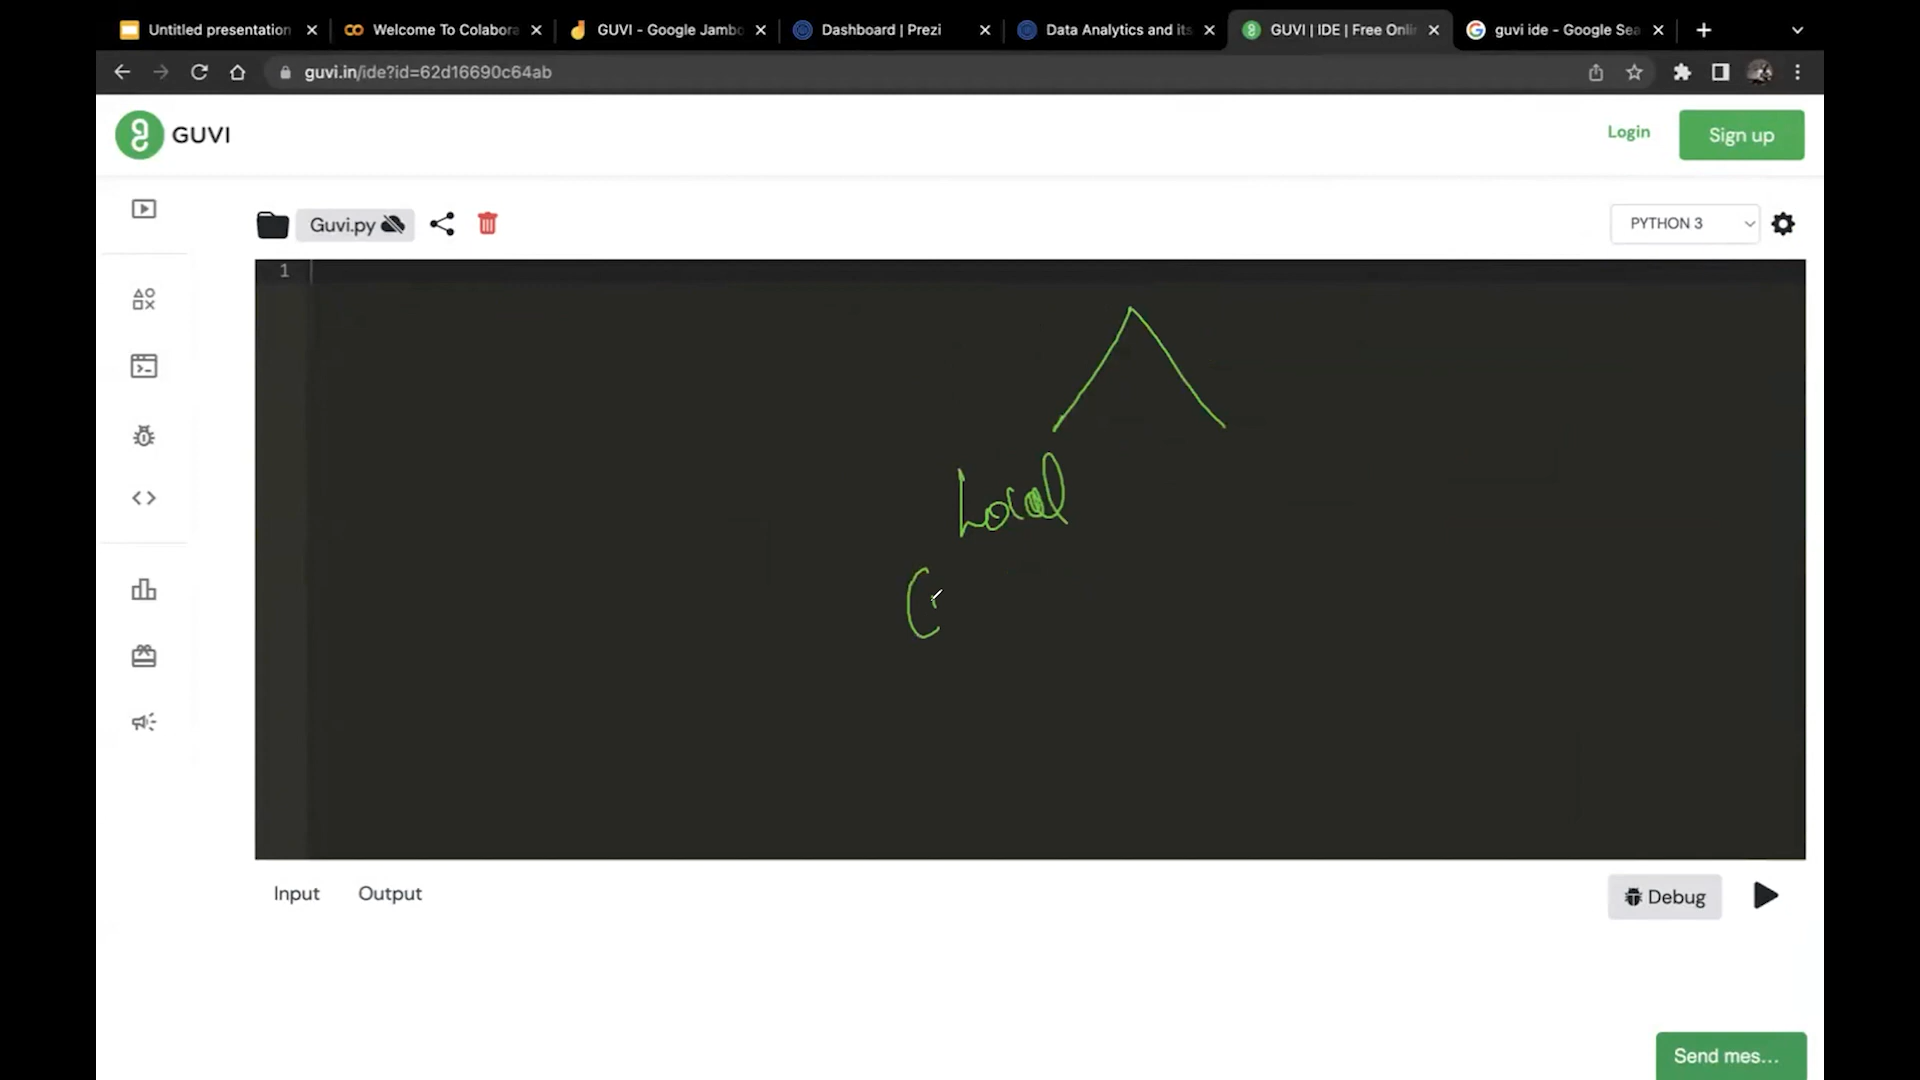 Untitled presentation
Welcome To Colabora
GUVI - Google Jambo
Dashboard | Prezi
Data Analytics and its
GUVI | IDE | Free Onlin
guvi ide - Google Sea
guvi.in/ide?id=62d16690c64ab
GUVI
Login
Sign up
Guvi.py
PYTHON 3
1
Local
(
Input
Output
Debug
Send mes...